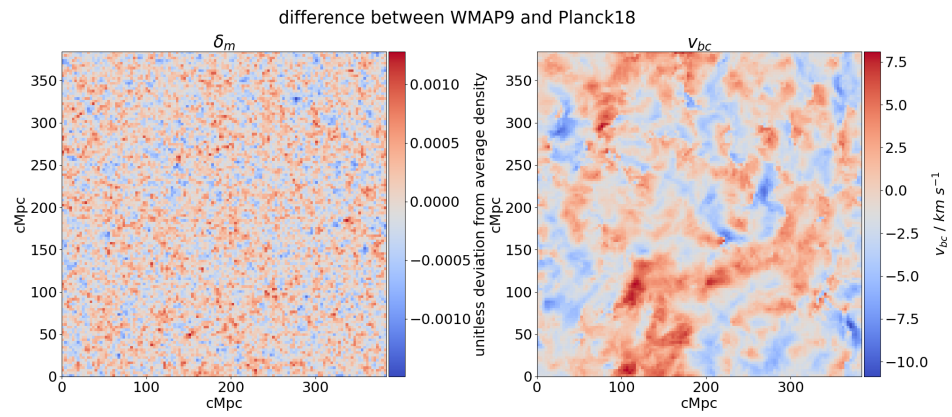 difference between WMAP9 and Planck18
δm
350
300
250
200
150
100
50
0
cMpc
0 100 200 300
cMpc
0.0010
0.0005
0.0000
−0.0005
−0.0010
unitless deviation from average density
vbc
350
300
250
200
150
100
50
0
cMpc
0 100 200 300
cMpc
7.5
5.0
2.5
0.0
−2.5
−5.0
−7.5
−10.0
vbc / km s−1